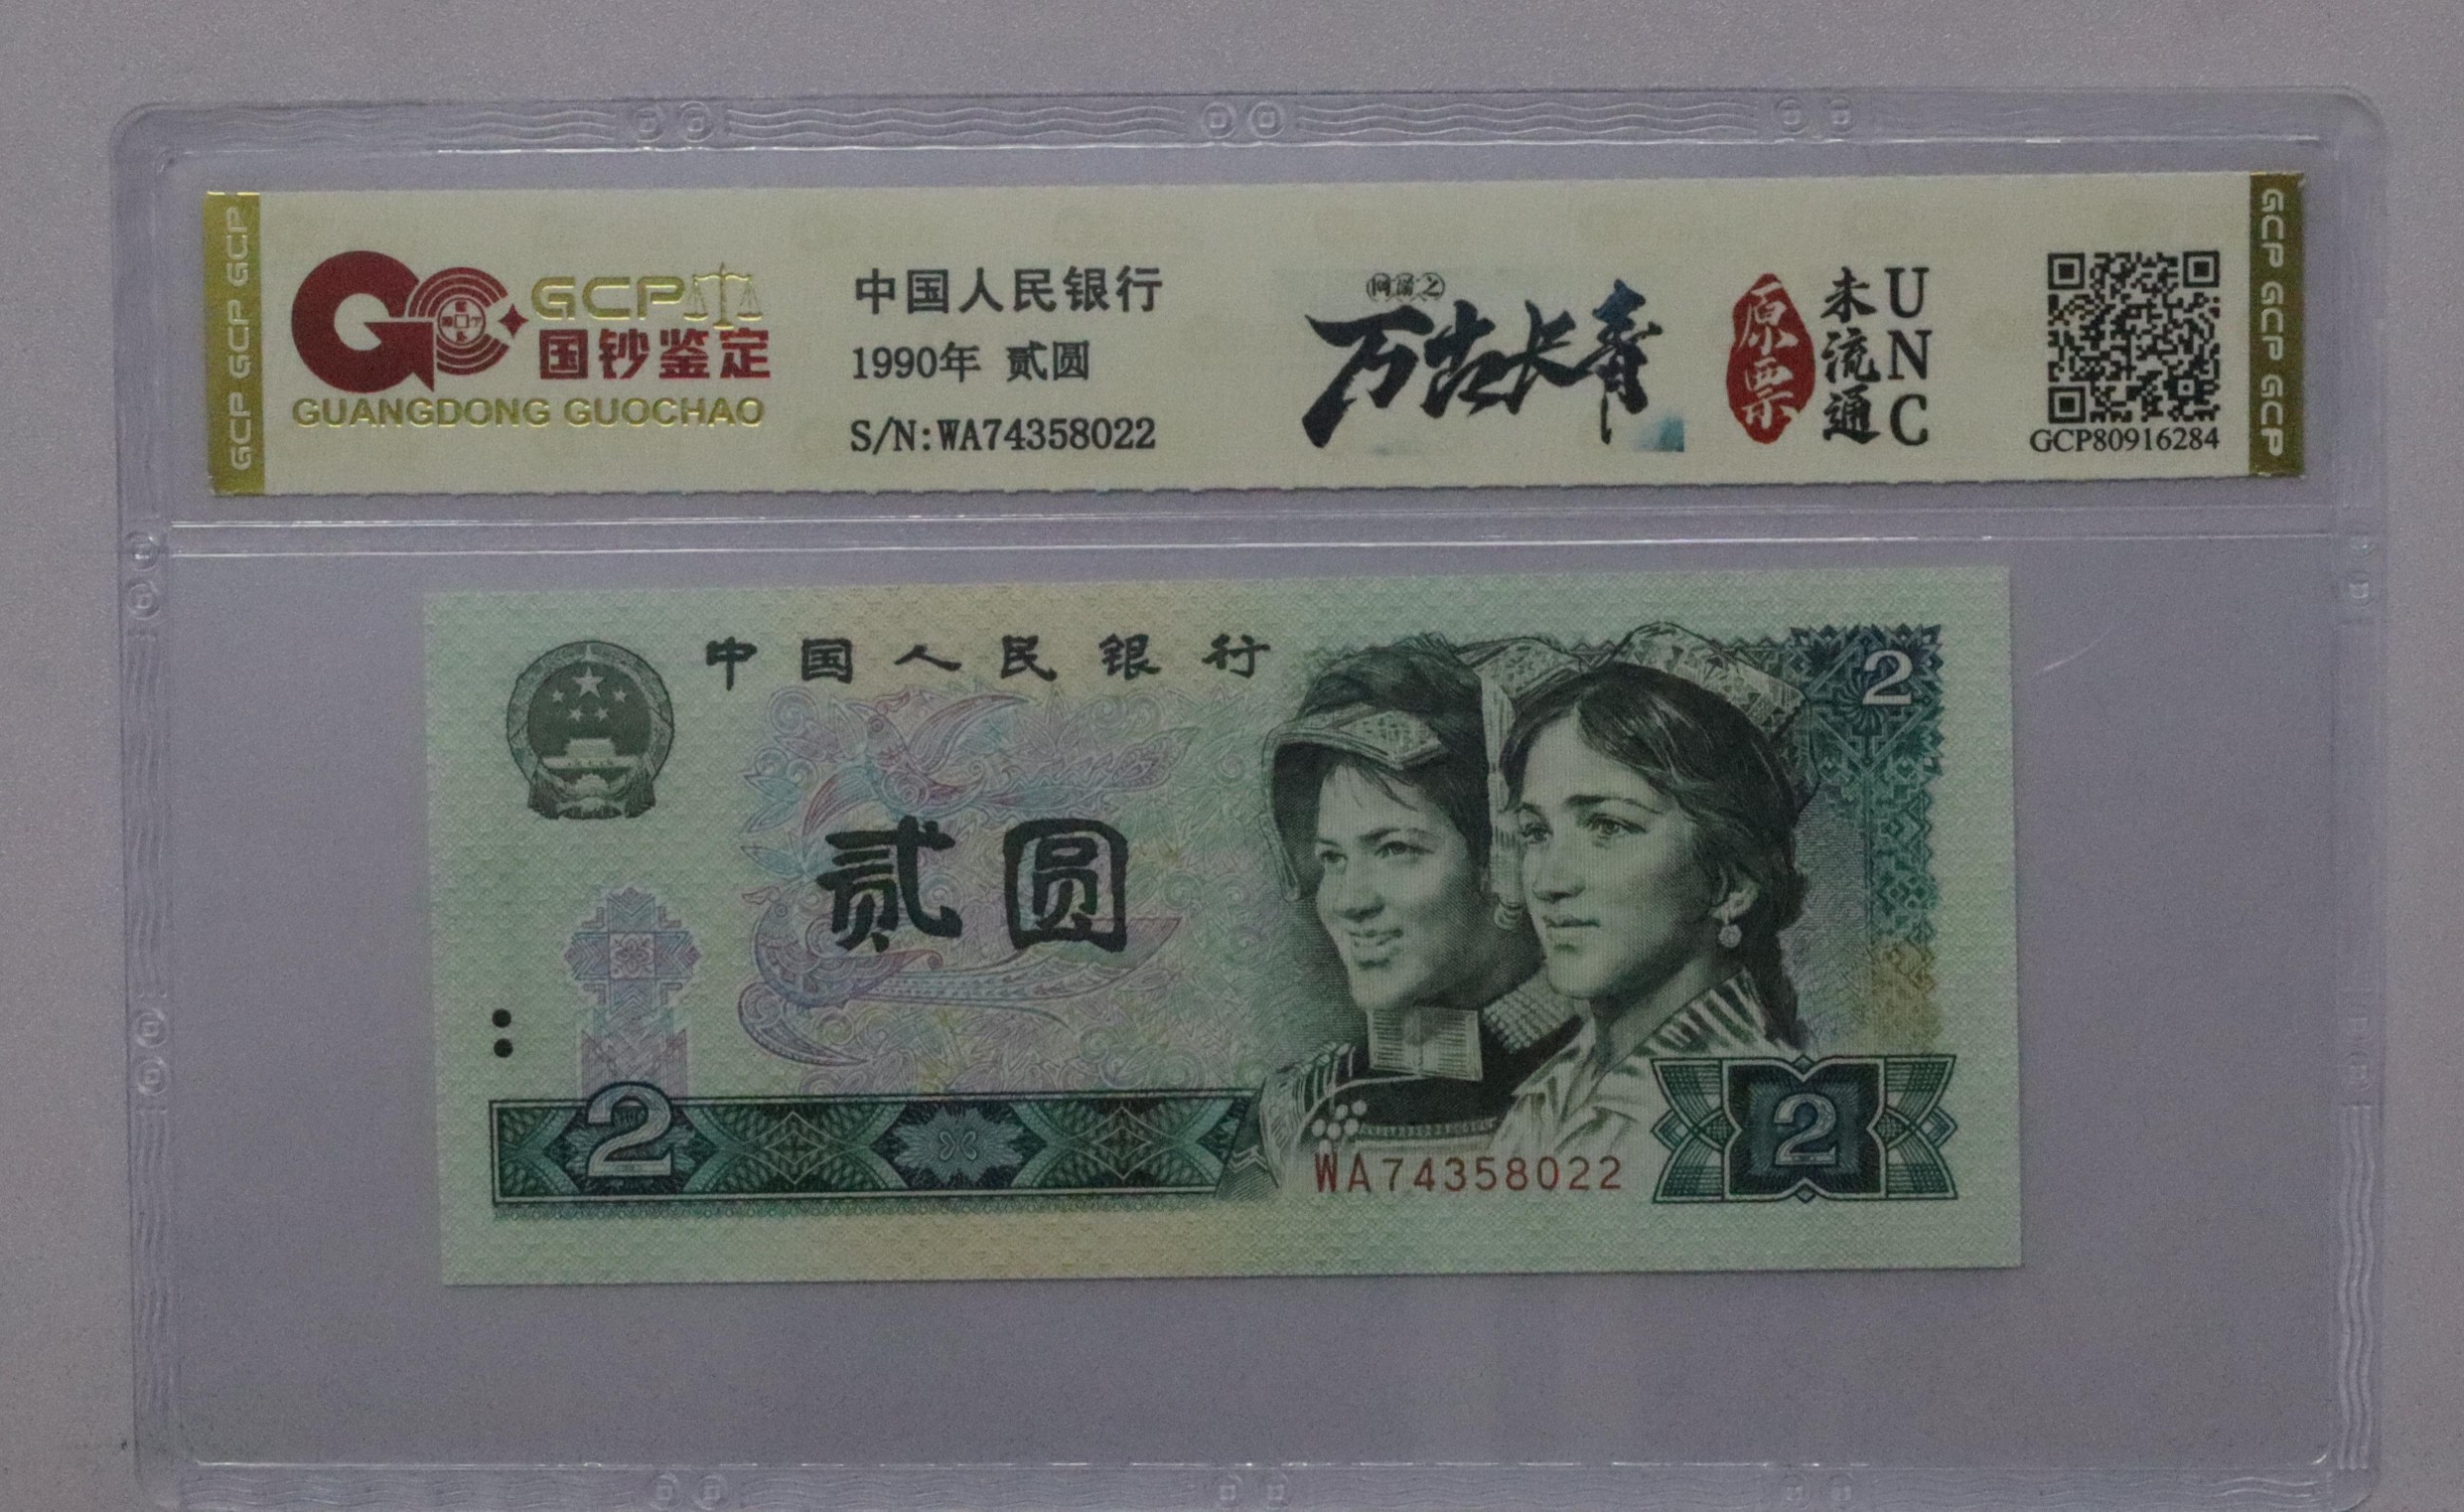 GCP GCP GCP
GCP
国钞鉴定
GUANGDONG GUOCHAO
中国人民银行
1990年 贰圆
S/N:WA74358022
万古长青
原票
未流通
UNC
GCP80916284
GCP GCP GCP
中国人民银行
2
贰圆
2
WA74358022
2